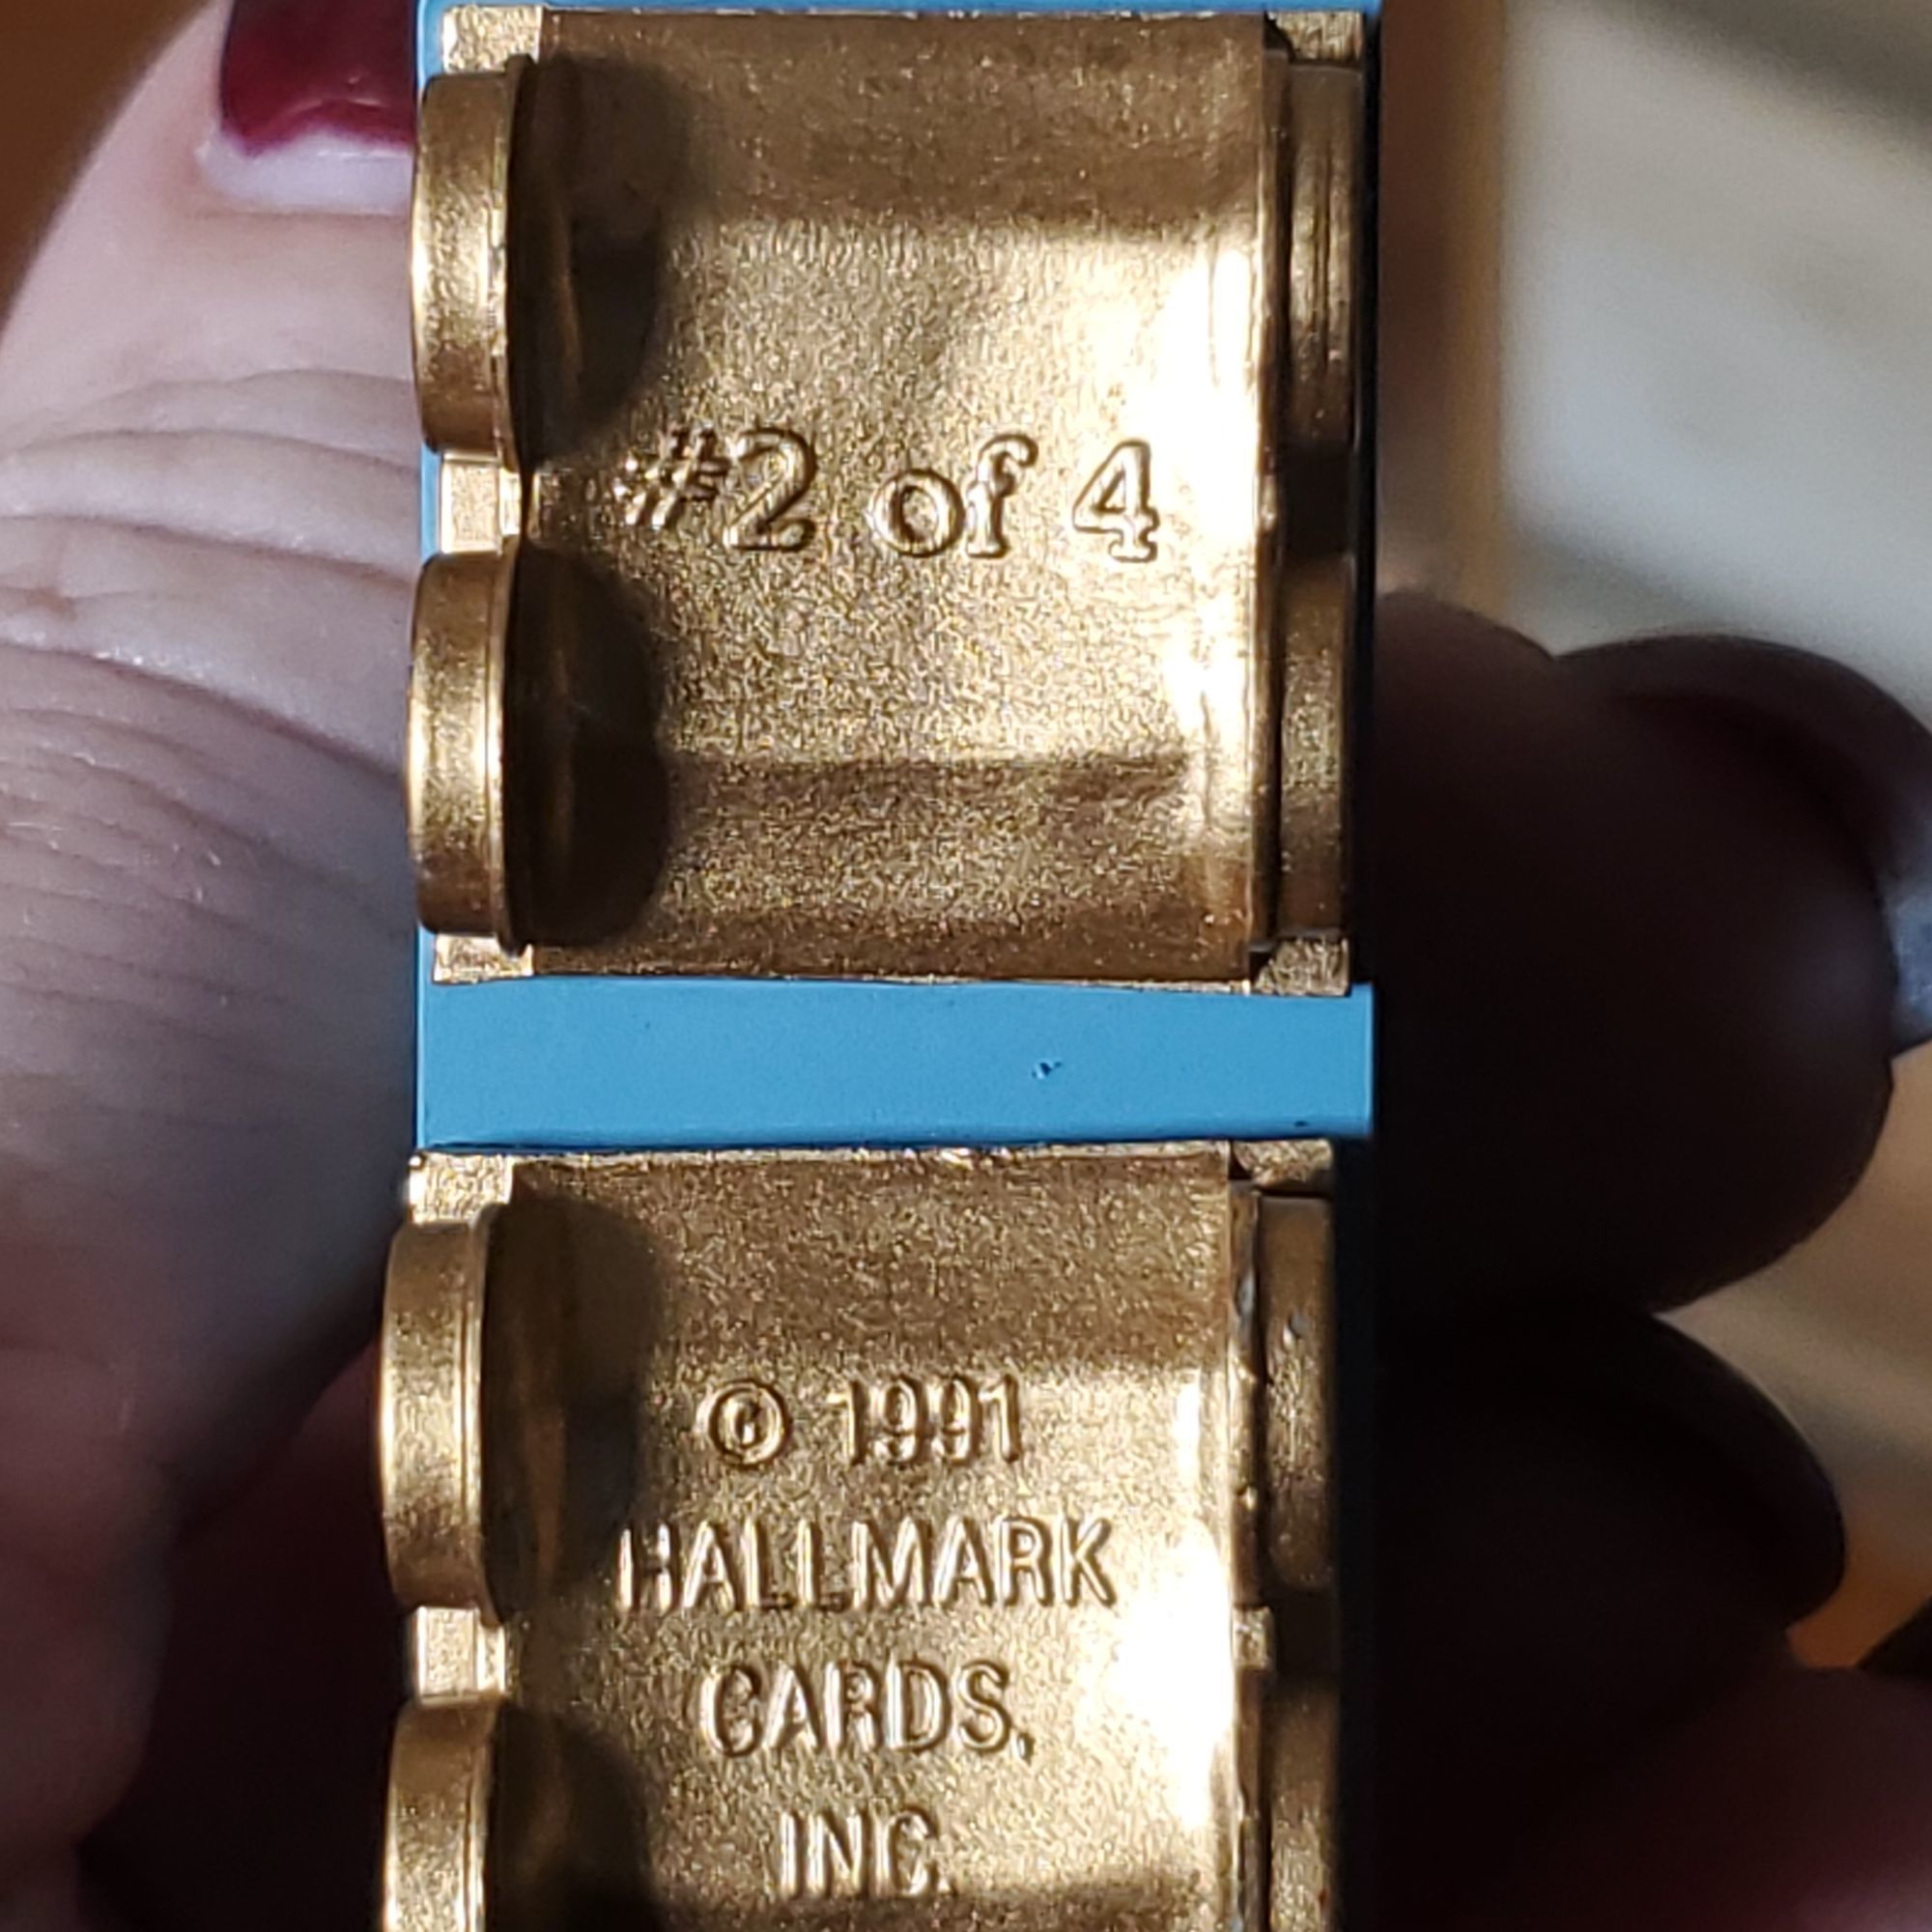 #2 of 4
© 1991
HALLMARK
CARDS,
INC.